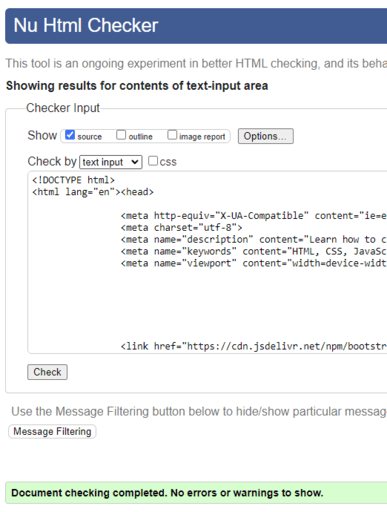 Nu Html Checker
This tool is an ongoing experiment in better HTML checking, and its
Showing results for contents of text-input area
Checker Input
Show source outline image report Options...
Check by text input css
<!DOCTYPE html>
<html lang="en"><head>
<meta http-equiv="X-UA-Compatible" content="ie=e
<meta charset="utf-8">
<meta name="description" content="Learn how to c
<meta name="keywords" content="HTML, CSS, JavaSc
<meta name="viewport" content="width=device-widt
<link href="https://cdn.jsdelivr.net/npm/bootstr
Check
Use the Message Filtering button below to hide/show particular messag
Message Filtering
Document checking completed. No errors or warnings to show.